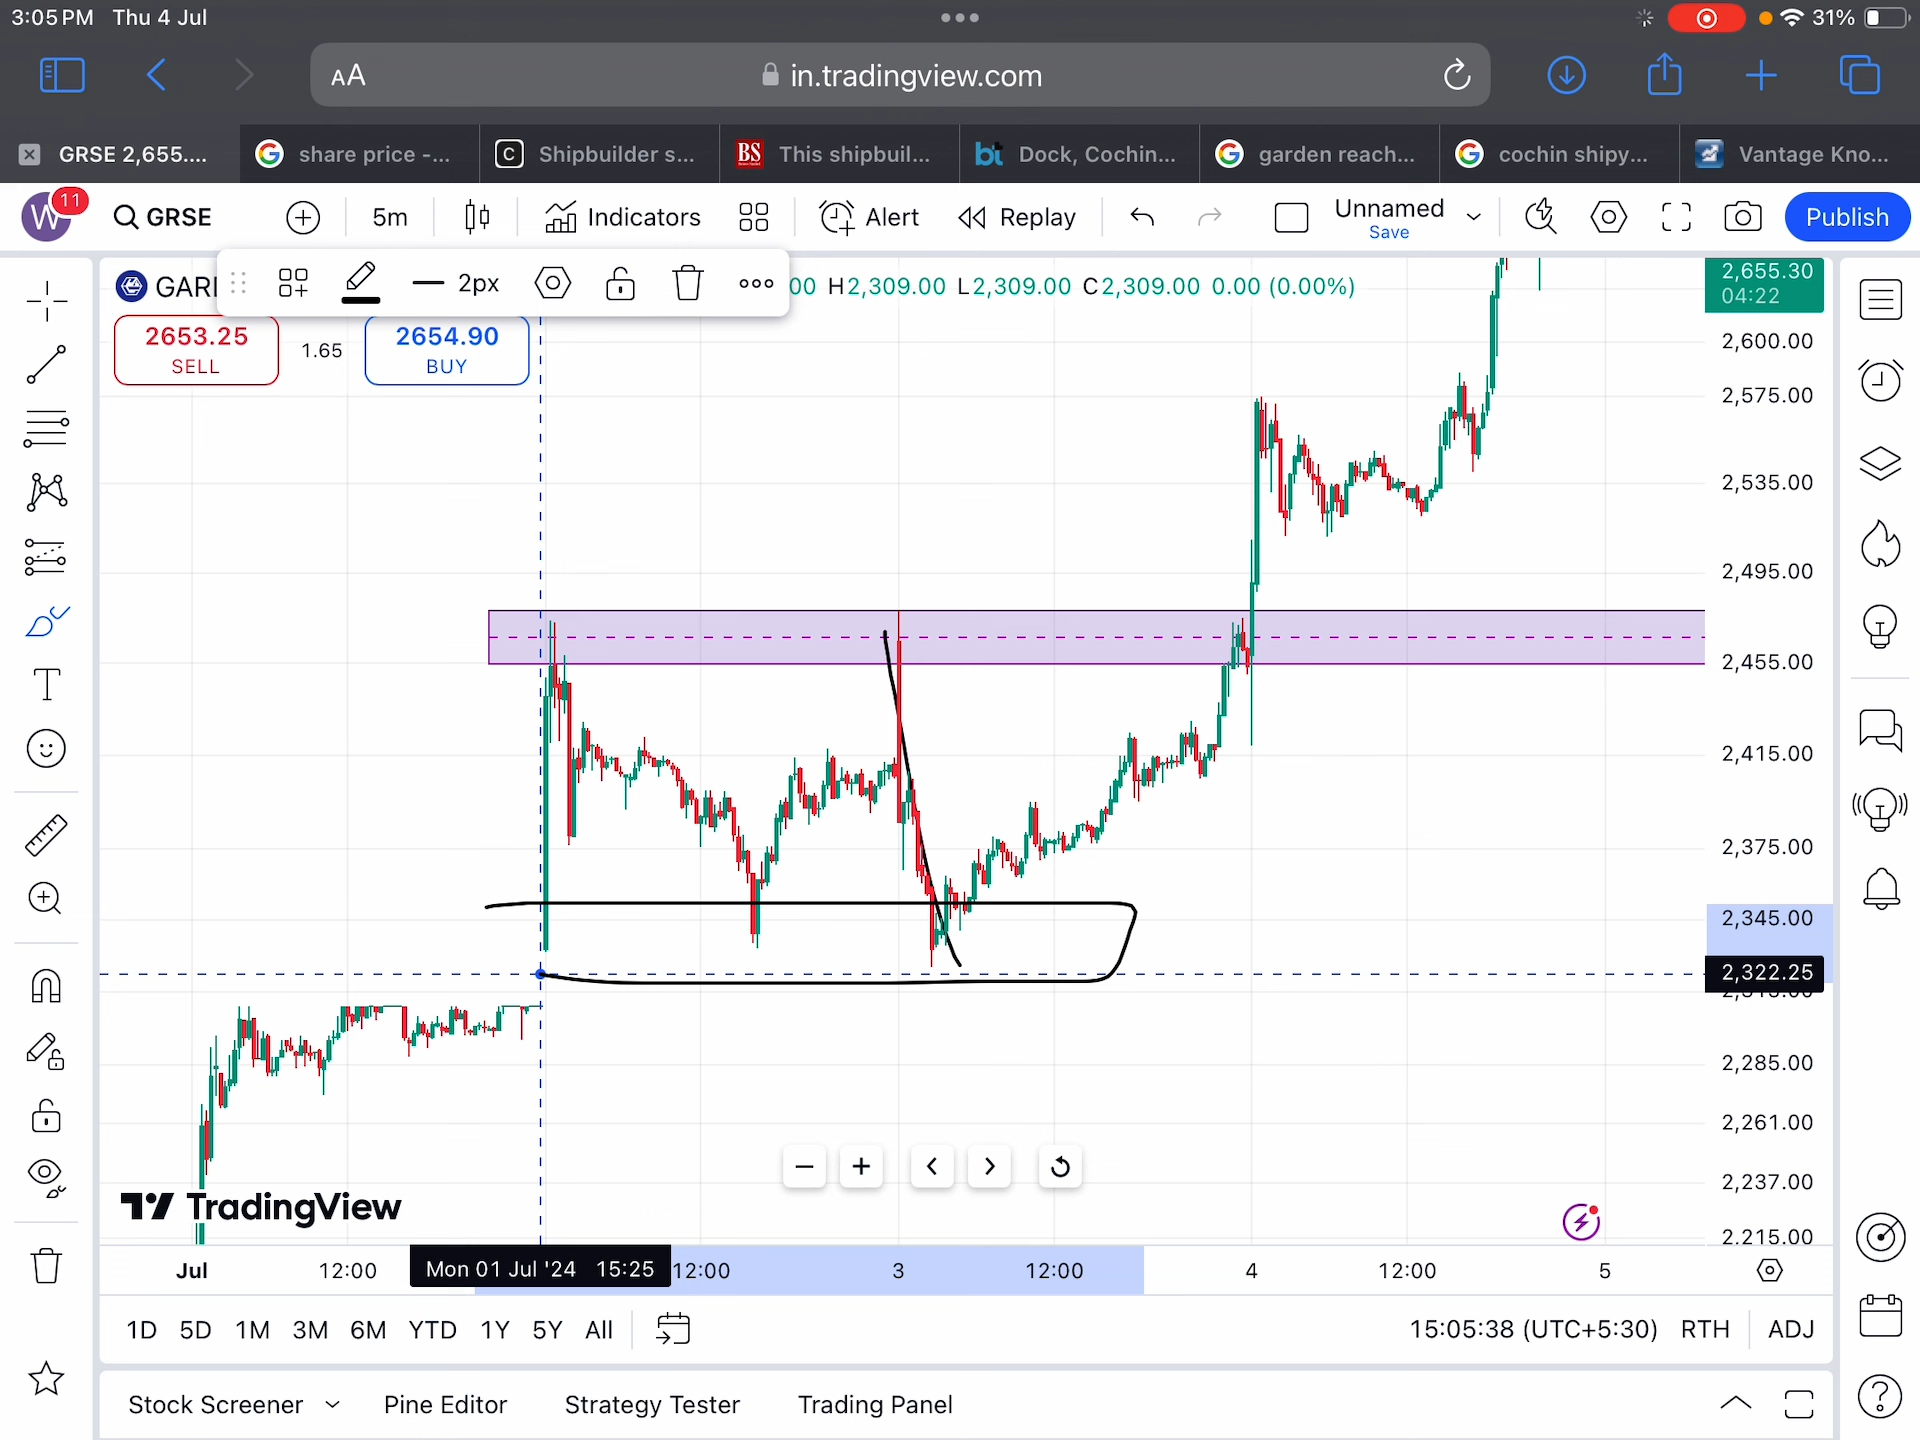 3:05 PM Thu 4 Jul
31%
AA
in.tradingview.com
GRSE 2,655....
share price -...
C
Shipbuilder s...
BS
This shipbuil...
bt
Dock, Cochin...
garden reach...
cochin shipy...
Vantage Kno...
W
11
GRSE
5m
Indicators
Alert
Replay
Unnamed
Save
Publish
GARI
2px
00 H2,309.00 L2,309.00 C2,309.00 0.00 (0.00%)
2653.25
SELL
1.65
2654.90
BUY
2,655.30
04:22
2,600.00
2,575.00
2,535.00
2,495.00
2,455.00
2,415.00
2,375.00
2,345.00
2,322.25
2,285.00
2,261.00
2,237.00
2,215.00
T
TradingView
Jul
12:00
Mon 01 Jul '24 15:25
12:00
3
12:00
4
12:00
5
1D 5D 1M 3M 6M YTD 1Y 5Y All
15:05:38 (UTC+5:30) RTH ADJ
Stock Screener
Pine Editor
Strategy Tester
Trading Panel